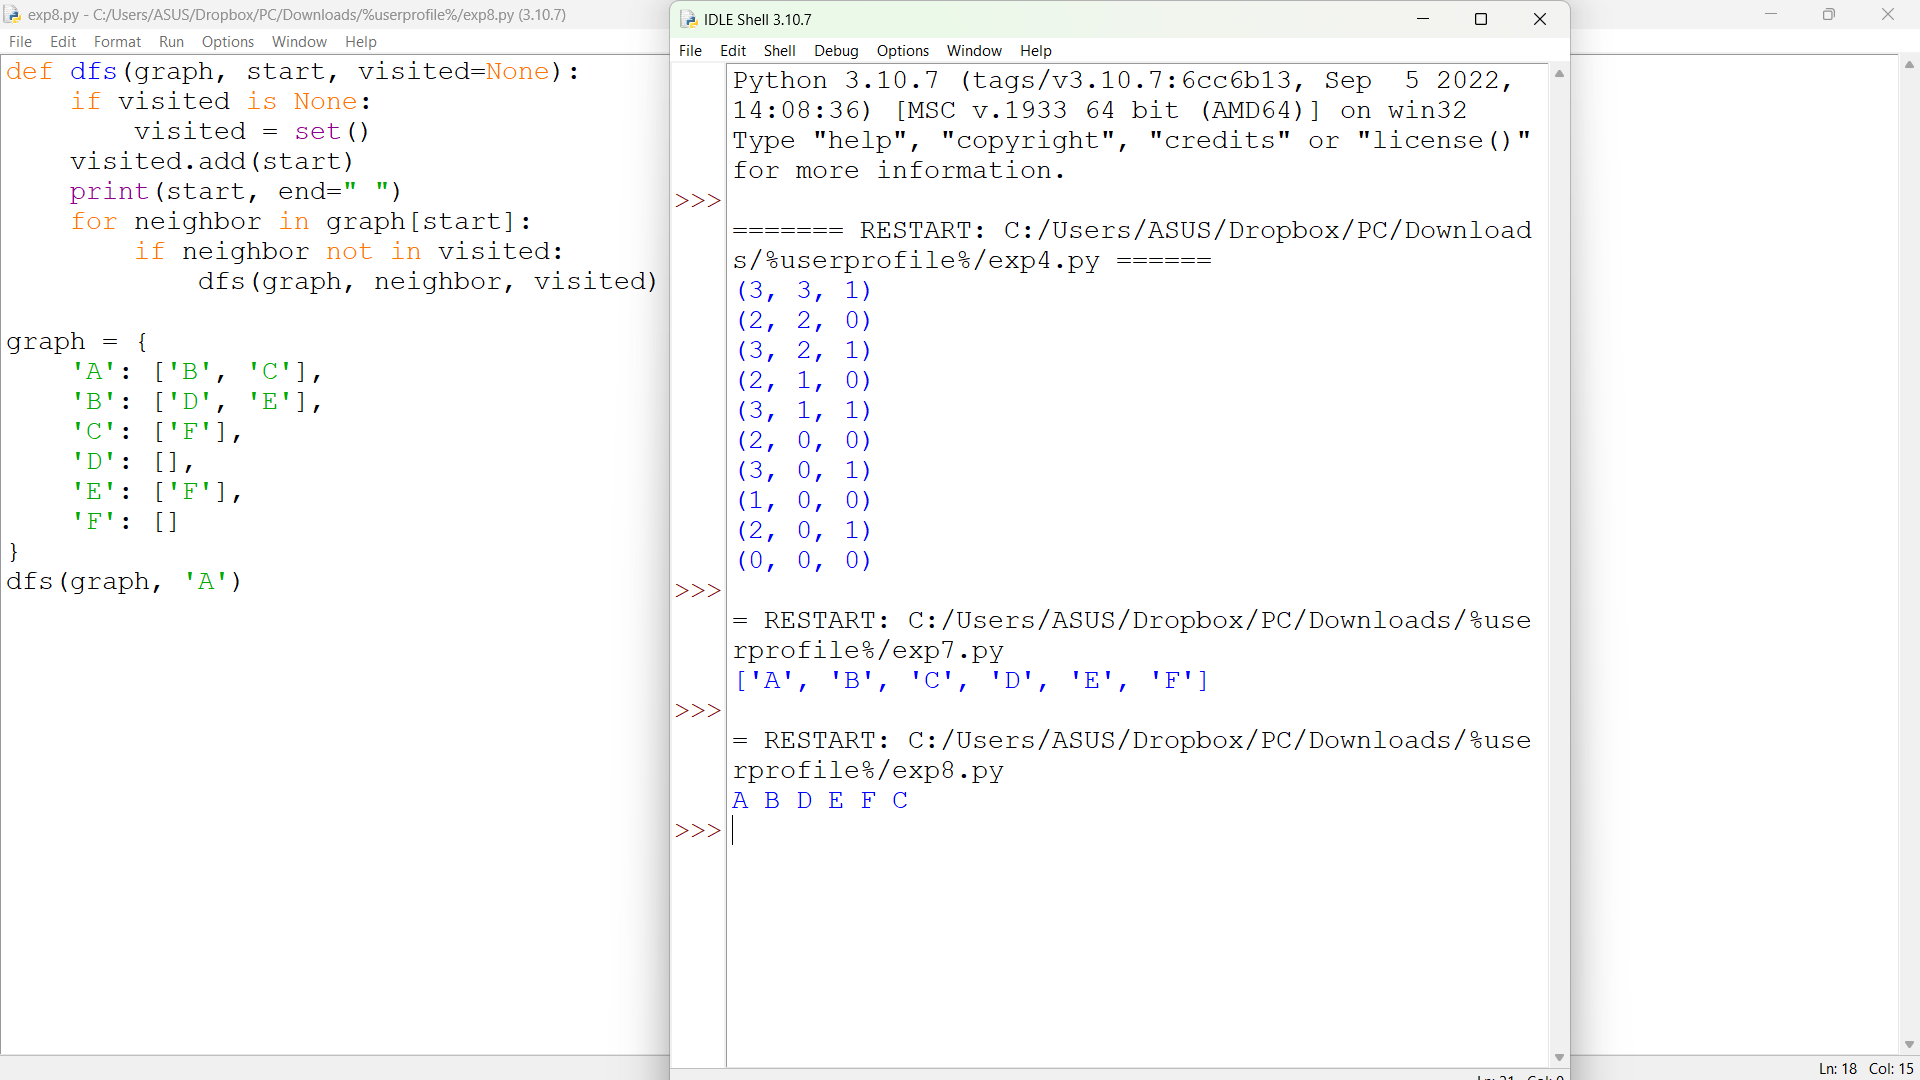 exp8.py - C:/Users/ASUS/Dropbox/PC/Downloads/%userprofile%/exp8.py (3.10.7)
File Edit Format Run Options Window Help
def dfs(graph, start, visited=None):
    if visited is None:
        visited = set()
    visited.add(start)
    print(start, end=" ")
    for neighbor in graph[start]:
        if neighbor not in visited:
            dfs(graph, neighbor, visited)
graph = {
    'A': ['B', 'C'],
    'B': ['D', 'E'],
    'C': ['F'],
    'D': [],
    'E': ['F'],
    'F': []
}
dfs(graph, 'A')
IDLE Shell 3.10.7
File Edit Shell Debug Options Window Help
Python 3.10.7 (tags/v3.10.7:6cc6b13, Sep  5 2022,
14:08:36) [MSC v.1933 64 bit (AMD64)] on win32
Type "help", "copyright", "credits" or "license()"
for more information.
>>>
======= RESTART: C:/Users/ASUS/Dropbox/PC/Download
s/%userprofile%/exp4.py ======
(3, 3, 1)
(2, 2, 0)
(3, 2, 1)
(2, 1, 0)
(3, 1, 1)
(2, 0, 0)
(3, 0, 1)
(1, 0, 0)
(2, 0, 1)
(0, 0, 0)
>>>
= RESTART: C:/Users/ASUS/Dropbox/PC/Downloads/%use
rprofile%/exp7.py
['A', 'B', 'C', 'D', 'E', 'F']
>>>
= RESTART: C:/Users/ASUS/Dropbox/PC/Downloads/%use
rprofile%/exp8.py
A B D E F C
>>>
Ln: 18 Col: 15